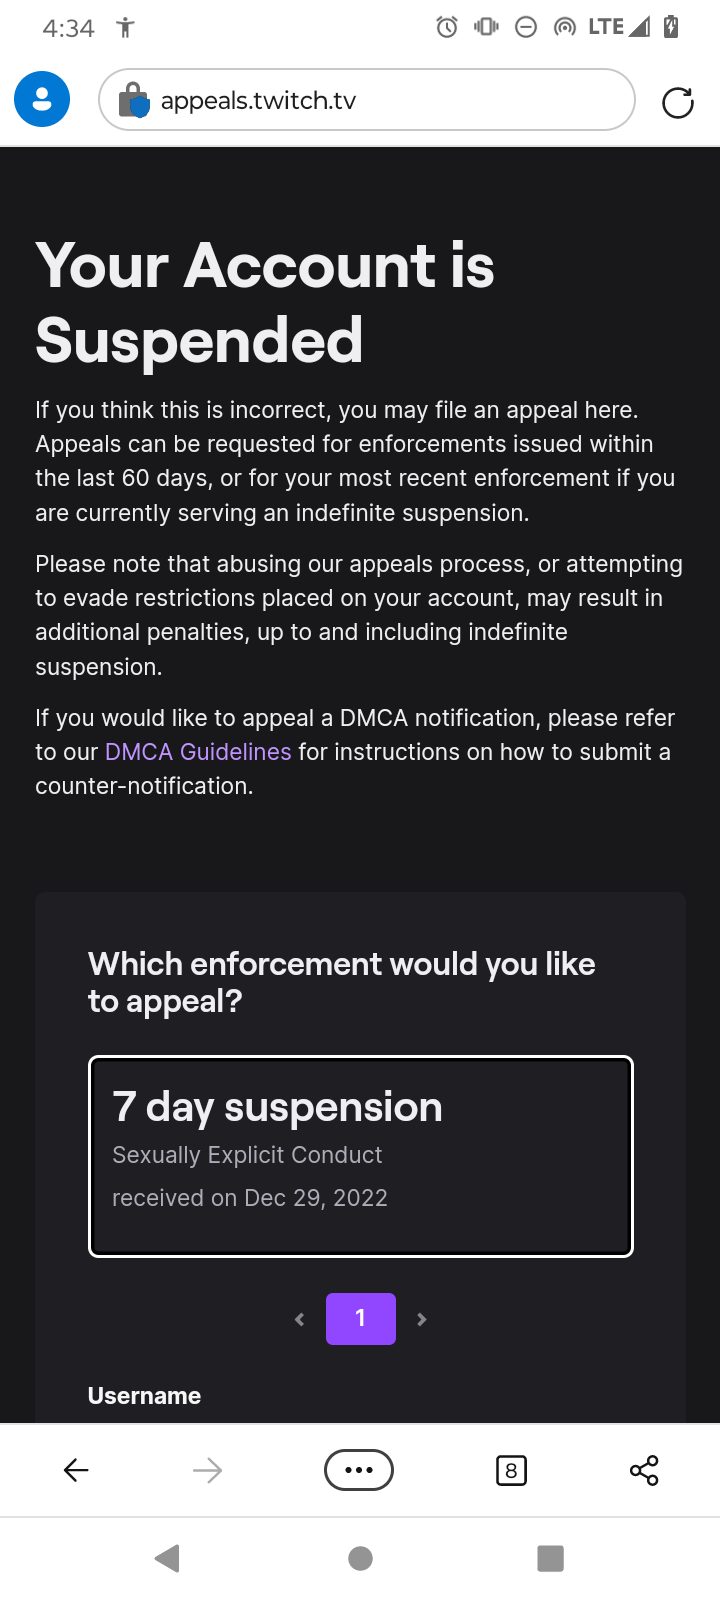 4:34
LTE
appeals.twitch.tv
Your Account is
Suspended
If you think this is incorrect, you may file an appeal here.
Appeals can be requested for enforcements issued within
the last 60 days, or for your most recent enforcement if you
are currently serving an indefinite suspension.
Please note that abusing our appeals process, or attempting
to evade restrictions placed on your account, may result in
additional penalties, up to and including indefinite
suspension.
If you would like to appeal a DMCA notification, please refer
to our DMCA Guidelines for instructions on how to submit a
counter-notification.
Which enforcement would you like
to appeal?
7 day suspension
Sexually Explicit Conduct
received on Dec 29, 2022
1
Username
8